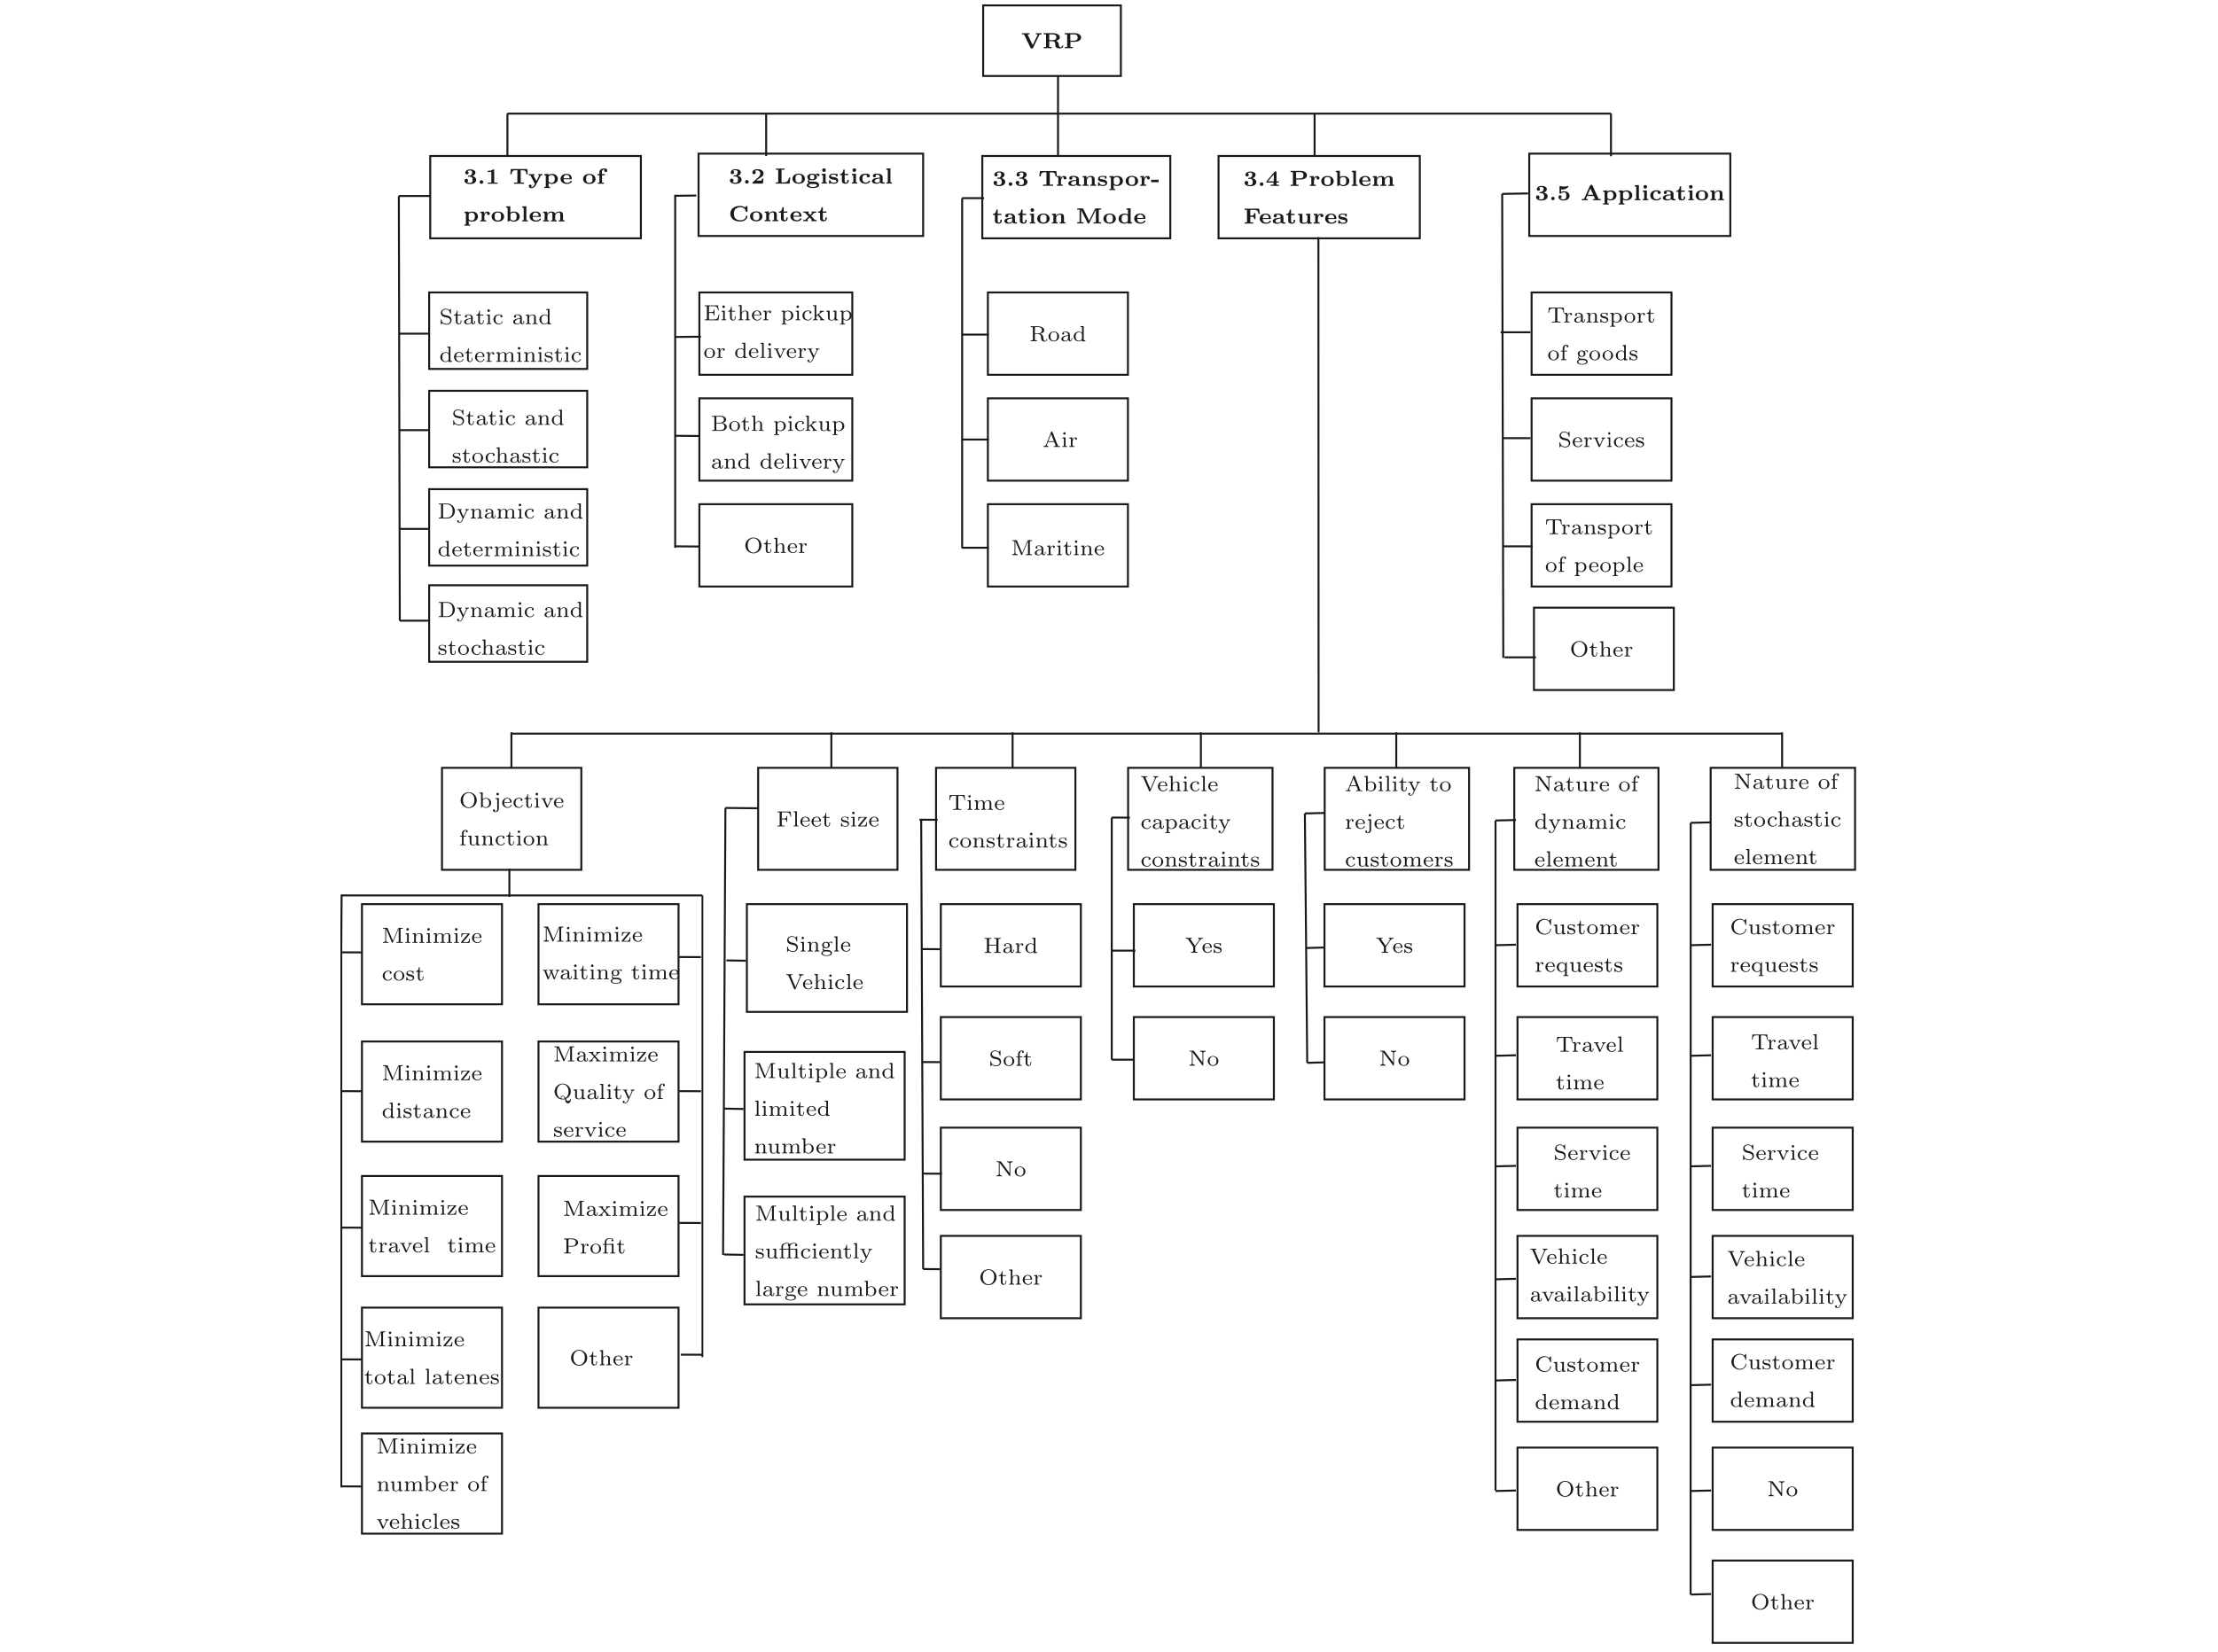 VRP
3.1 Type of
problem
3.2 Logistical
Context
3.3 Transpor-
tation Mode
3.4 Problem
Features
3.5 Application
Static and
deterministic
Static and
stochastic
Dynamic and
deterministic
Dynamic and
stochastic
Either pickup
or delivery
Both pickup
and delivery
Other
Road
Air
Maritine
Transport
of goods
Services
Transport
of people
Other
Objective
function
Fleet size
Time
constraints
Vehicle
capacity
constraints
Ability to
reject
customers
Nature of
dynamic
element
Nature of
stochastic
element
Minimize
cost
Minimize
distance
Minimize
travel time
Minimize
total latenes
Minimize
number of
vehicles
Minimize
waiting time
Maximize
Quality of
service
Maximize
Profit
Other
Single
Vehicle
Multiple and
limited
number
Multiple and
sufficiently
large number
Hard
Soft
No
Other
Yes
No
Yes
No
Customer
requests
Travel
time
Service
time
Vehicle
availability
Customer
demand
Other
Customer
requests
Travel
time
Service
time
Vehicle
availability
Customer
demand
No
Other